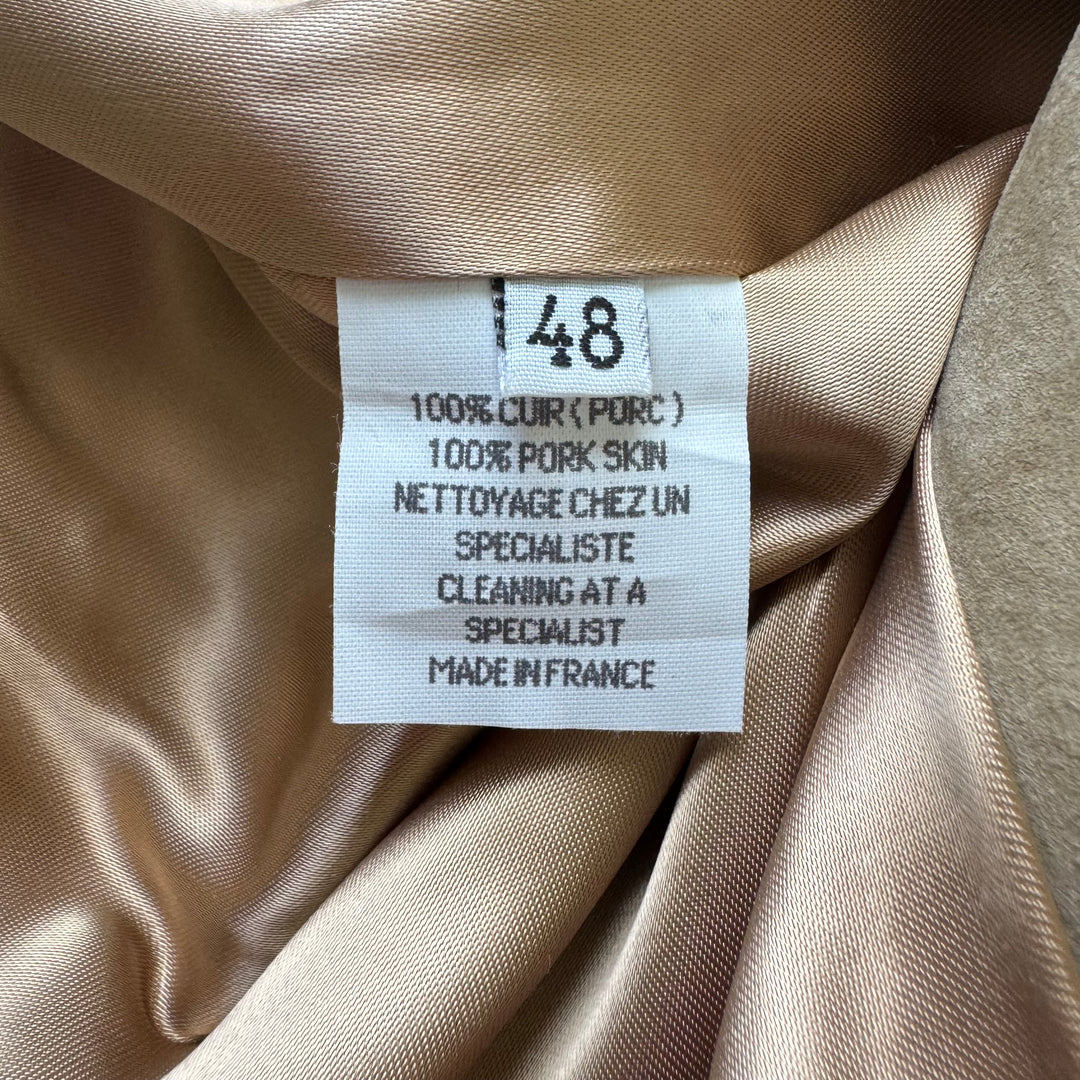 48
100% CUIR (PORC)
100% PORK SKIN
NETTOYAGE CHEZ UN
SPECIALISTE
CLEANING AT A
SPECIALIST
MADE IN FRANCE